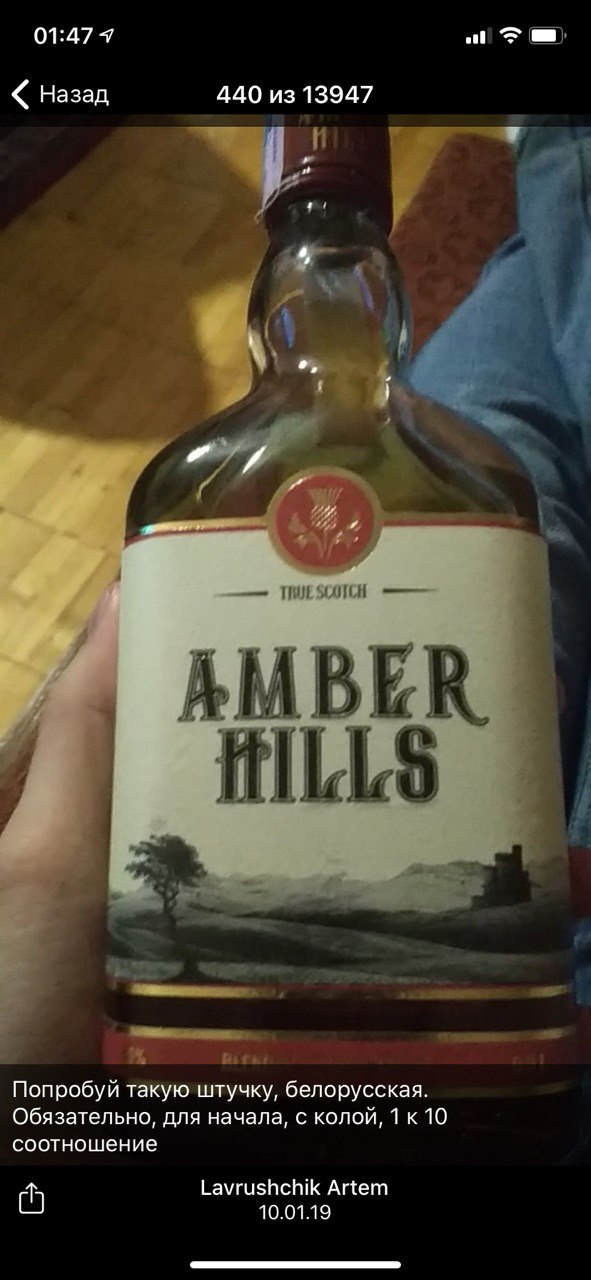 01:47
Назад
440 из 13947
TRUE SCOTCH
AMBER
HILLS
Попробуй такую штучку, белорусская.
Обязательно, для начала, с колой, 1 к 10
соотношение
Lavrushchik Artem
10.01.19